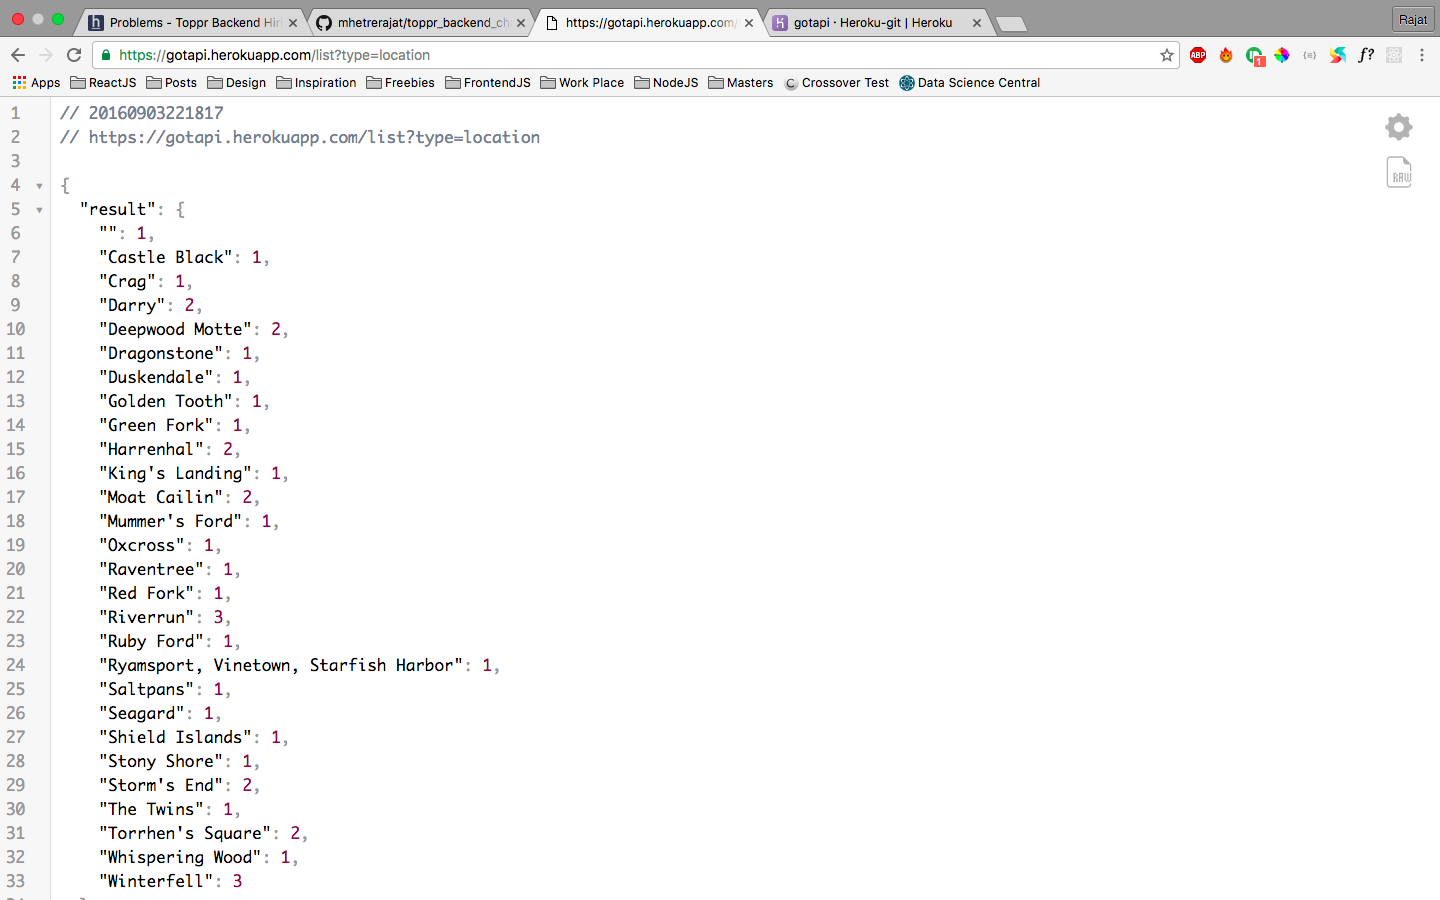 Problems - Toppr Backend Hiri
mhetrerajat/toppr_backend_ch
https://gotapi.herokuapp.com/
gotapi · Heroku-git | Heroku
Rajat
https://gotapi.herokuapp.com/list?type=location
ABP
1
f?
Apps ReactJS Posts Design Inspiration Freebies FrontendJS Work Place NodeJS Masters Crossover Test Data Science Central
1 // 20160903221817
2 // https://gotapi.herokuapp.com/list?type=location
3
4 {
5 "result": {
6 "": 1,
7 "Castle Black": 1,
8 "Crag": 1,
9 "Darry": 2,
10 "Deepwood Motte": 2,
11 "Dragonstone": 1,
12 "Duskendale": 1,
13 "Golden Tooth": 1,
14 "Green Fork": 1,
15 "Harrenhal": 2,
16 "King's Landing": 1,
17 "Moat Cailin": 2,
18 "Mummer's Ford": 1,
19 "Oxcross": 1,
20 "Raventree": 1,
21 "Red Fork": 1,
22 "Riverrun": 3,
23 "Ruby Ford": 1,
24 "Ryamsport, Vinetown, Starfish Harbor": 1,
25 "Saltpans": 1,
26 "Seagard": 1,
27 "Shield Islands": 1,
28 "Stony Shore": 1,
29 "Storm's End": 2,
30 "The Twins": 1,
31 "Torrhen's Square": 2,
32 "Whispering Wood": 1,
33 "Winterfell": 3
RAW